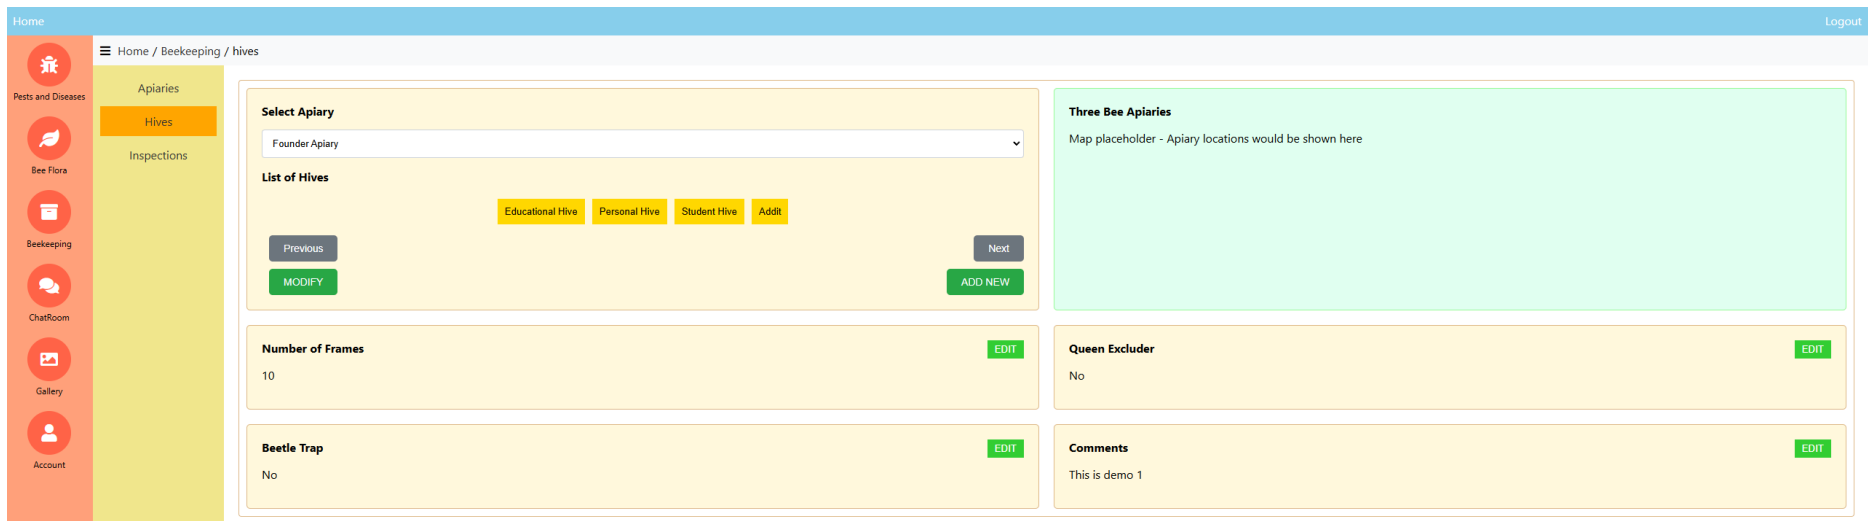 Home
Logout
Home / Beekeeping / hives
Pests and Diseases
Bee Flora
Beekeeping
ChatRoom
Gallery
Account
Apiaries
Hives
Inspections
Select Apiary
Founder Apiary
List of Hives
Educational Hive Personal Hive Student Hive Addit
Previous Next
MODIFY ADD NEW
Three Bee Apiaries
Map placeholder - Apiary locations would be shown here
Number of Frames EDIT
10
Queen Excluder EDIT
No
Beetle Trap EDIT
No
Comments EDIT
This is demo 1